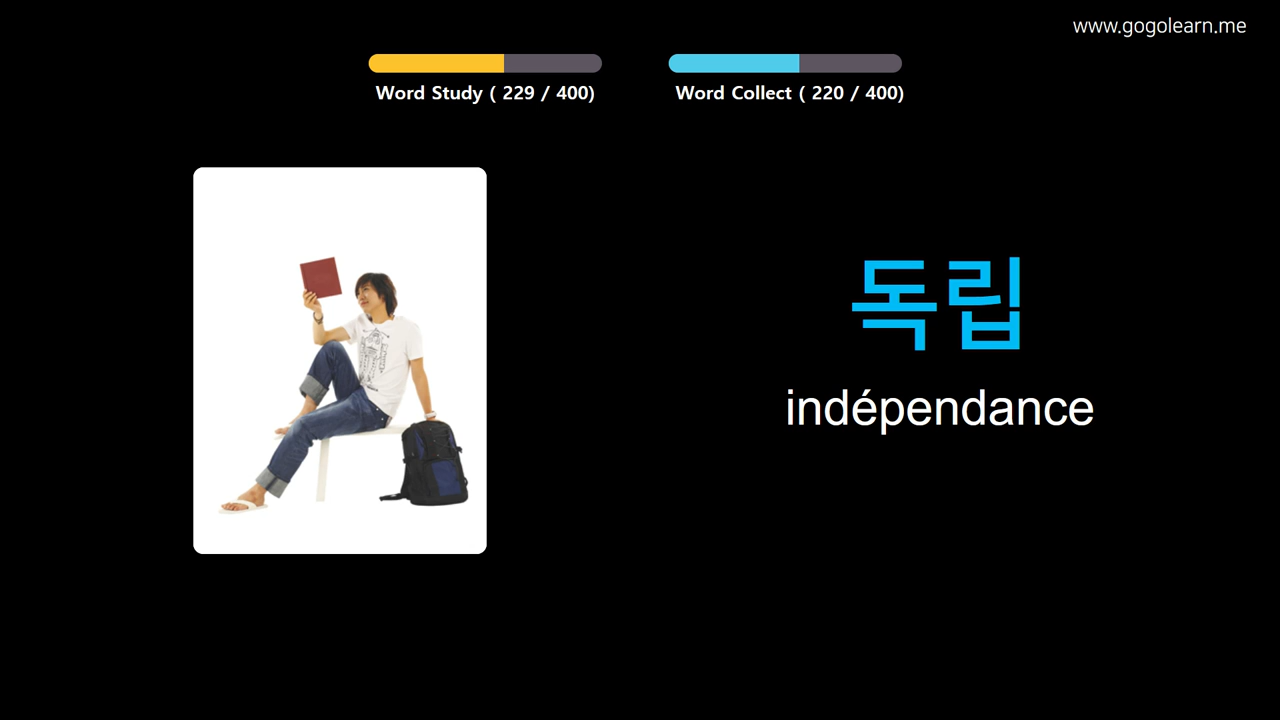 www.gogolearn.me
Word Study ( 229 / 400)
Word Collect ( 220 / 400)
독립
indépendance